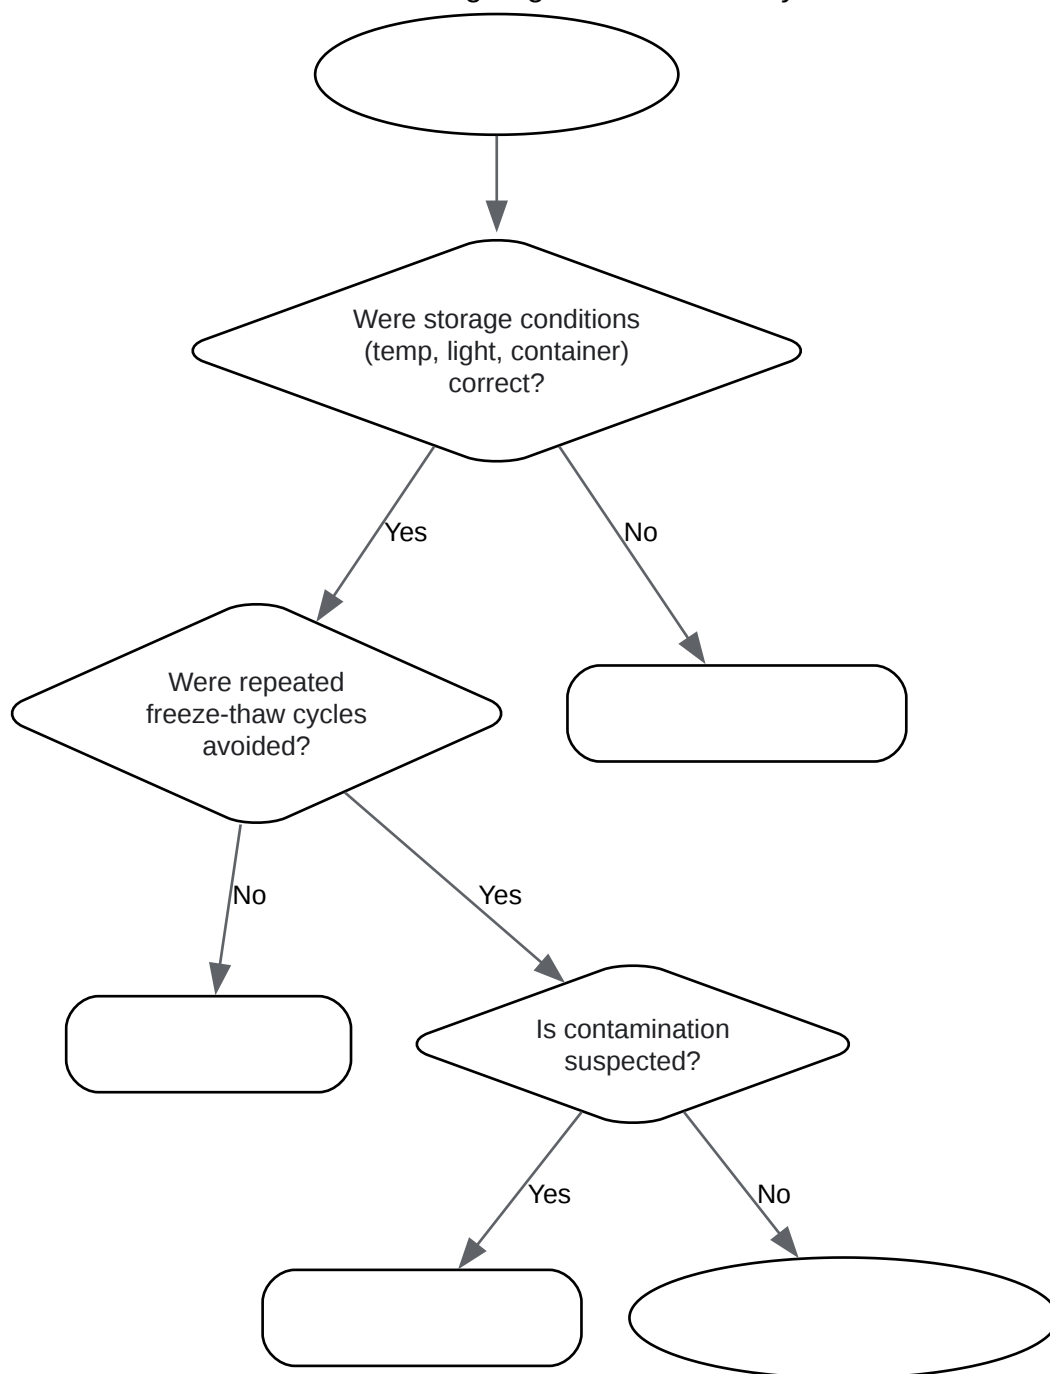 Were storage conditions
(temp, light, container)
correct?
Yes
No
Were repeated
freeze-thaw cycles
avoided?
No
Yes
Is contamination
suspected?
Yes
No